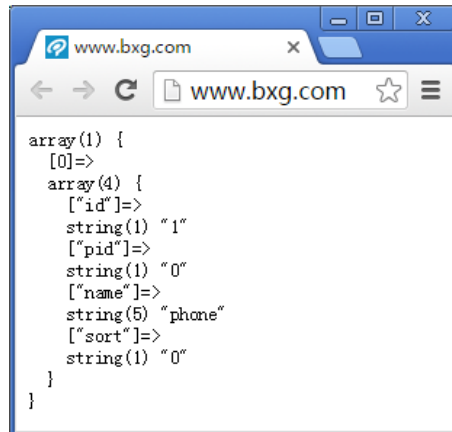 www.bxg.com
www.bxg.com
array(1) {
  [0]=>
  array(4) {
    ["id"]=>
    string(1) "1"
    ["pid"]=>
    string(1) "0"
    ["name"]=>
    string(5) "phone"
    ["sort"]=>
    string(1) "0"
  }
}